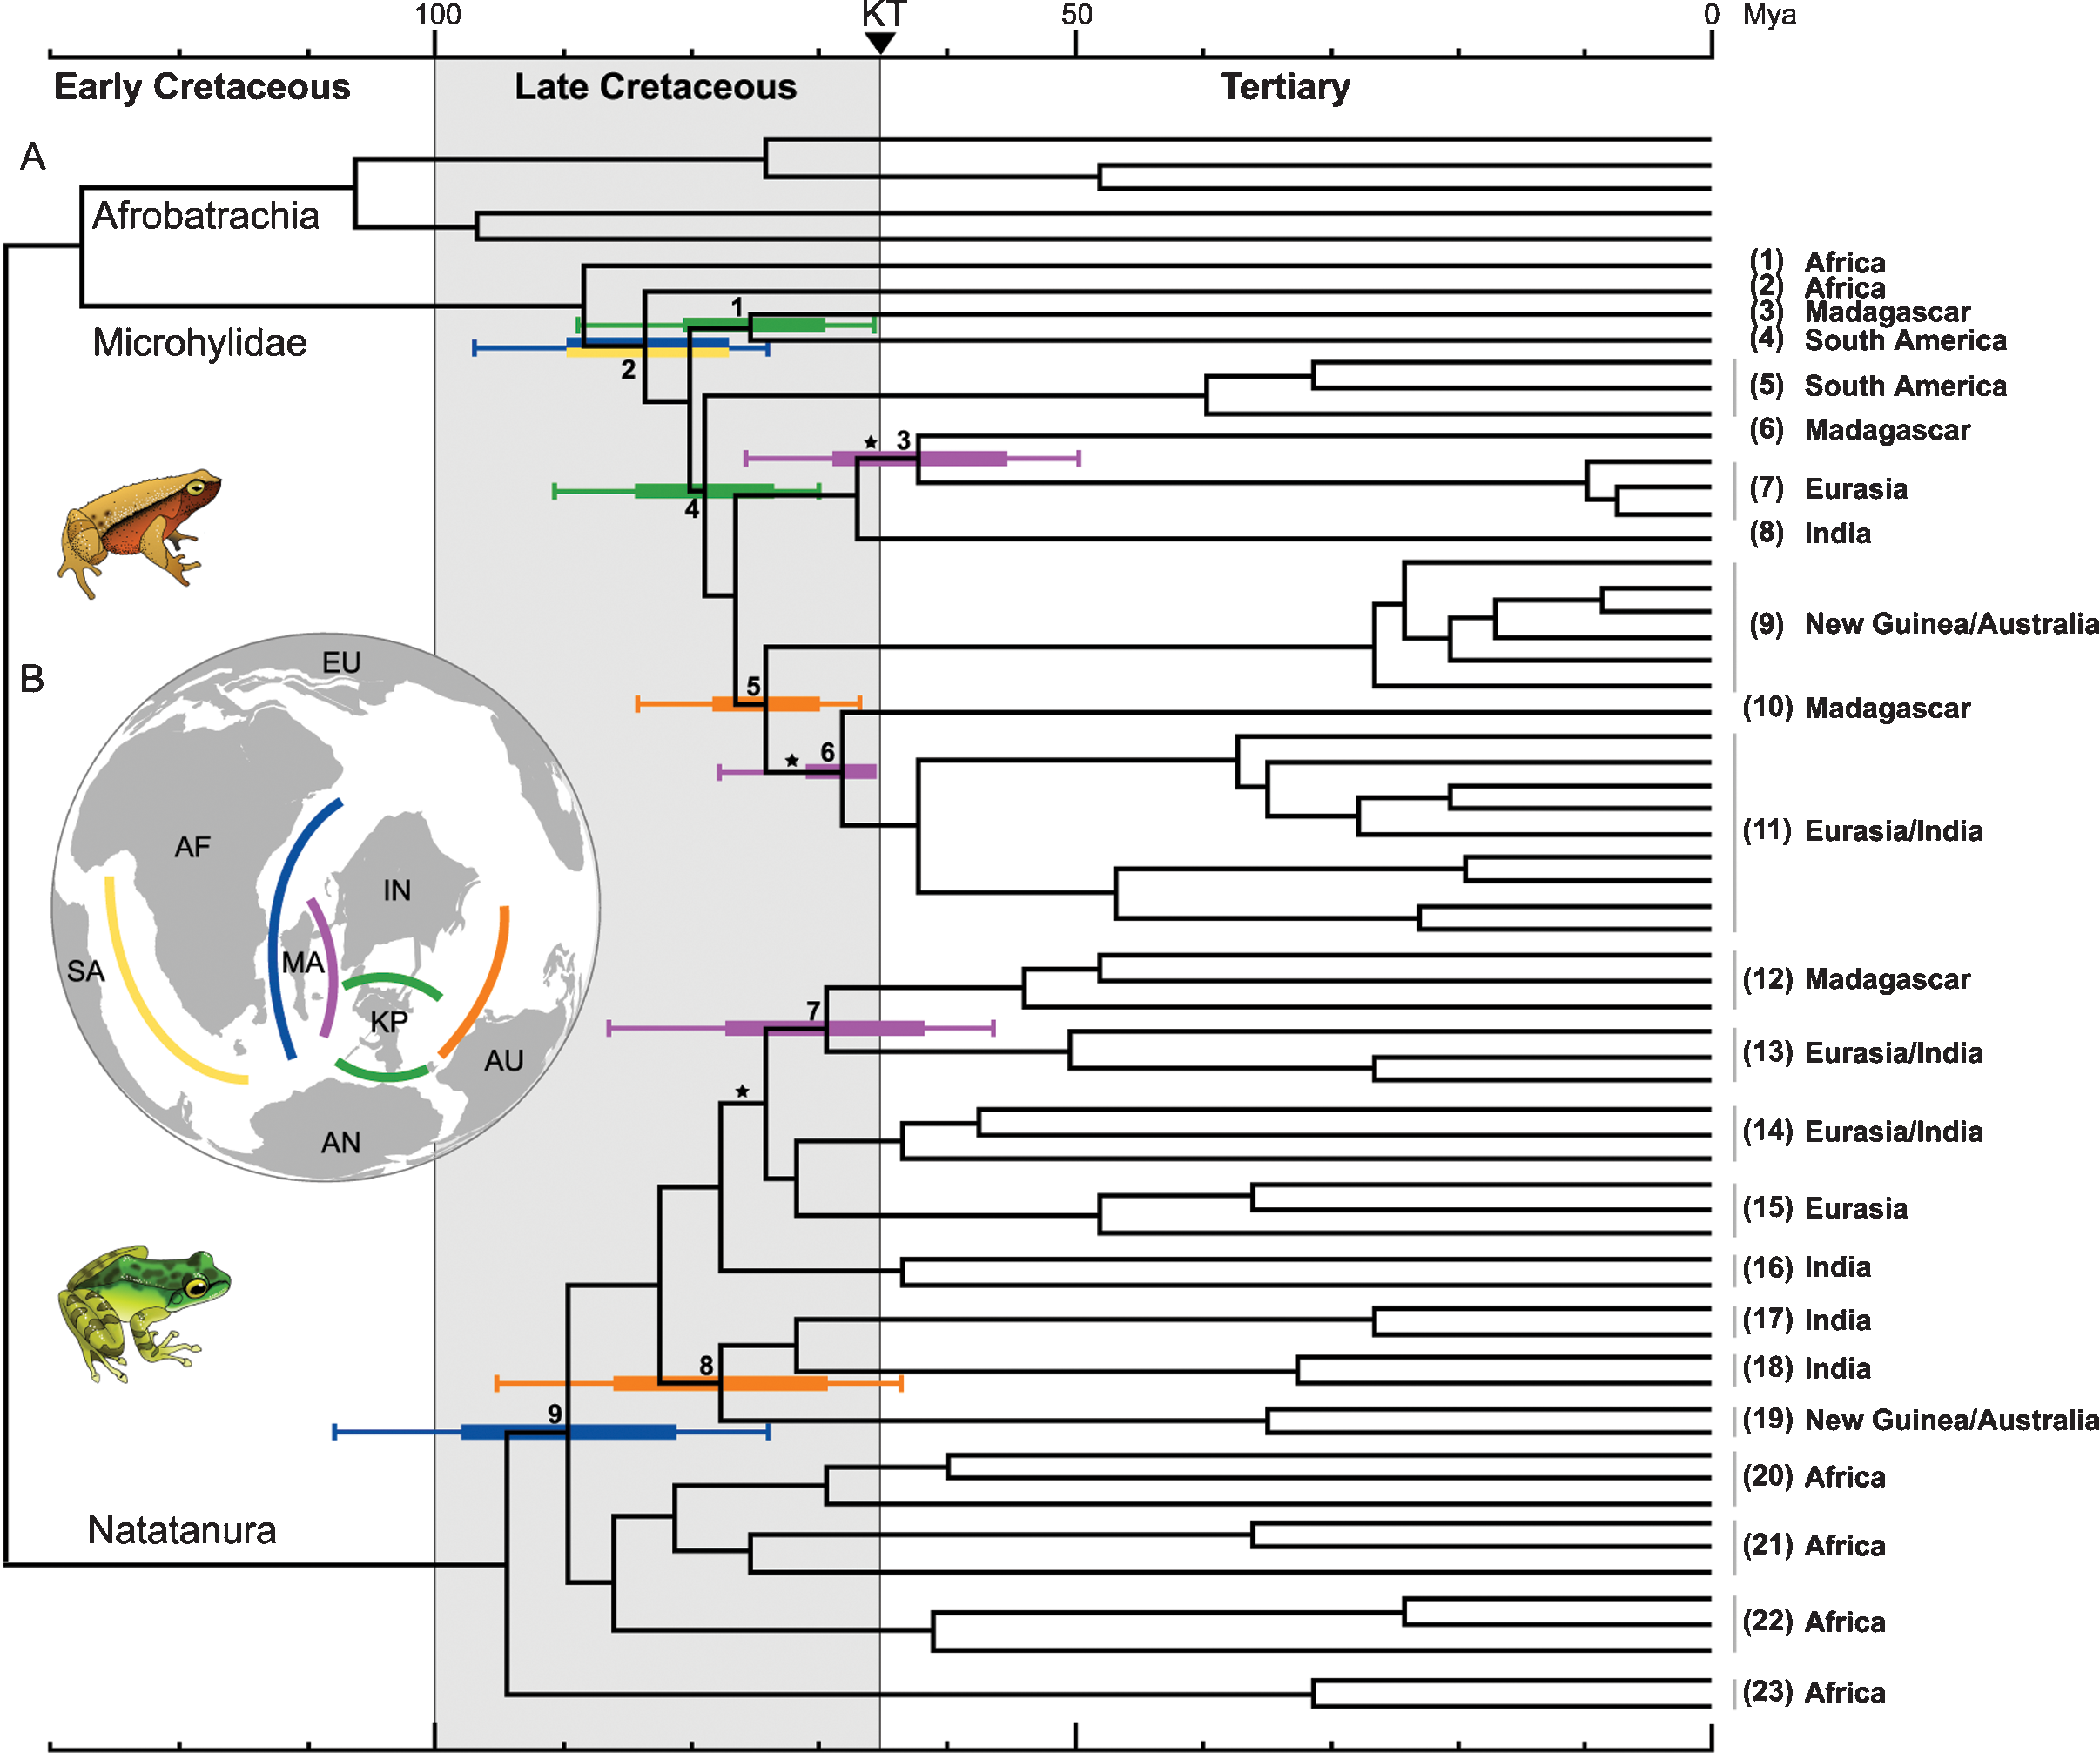 100 KT 50 0 Mya
Early Cretaceous Late Cretaceous Tertiary
A
Afrobatrachia
(1) Africa
(2) Africa
1 (3) Madagascar
Microhylidae (4) South America
2
(5) South America
3 (6) Madagascar
(7) Eurasia
4
(8) India
(9) New Guinea/Australia
B
EU
5
(10) Madagascar
6
(11) Eurasia/India
AF
IN
SA
MA
(12) Madagascar
7
KP
AU
(13) Eurasia/India
(14) Eurasia/India
AN
(15) Eurasia
(16) India
(17) India
8 (18) India
9
(19) New Guinea/Australia
(20) Africa
Natatanura
(21) Africa
(22) Africa
(23) Africa